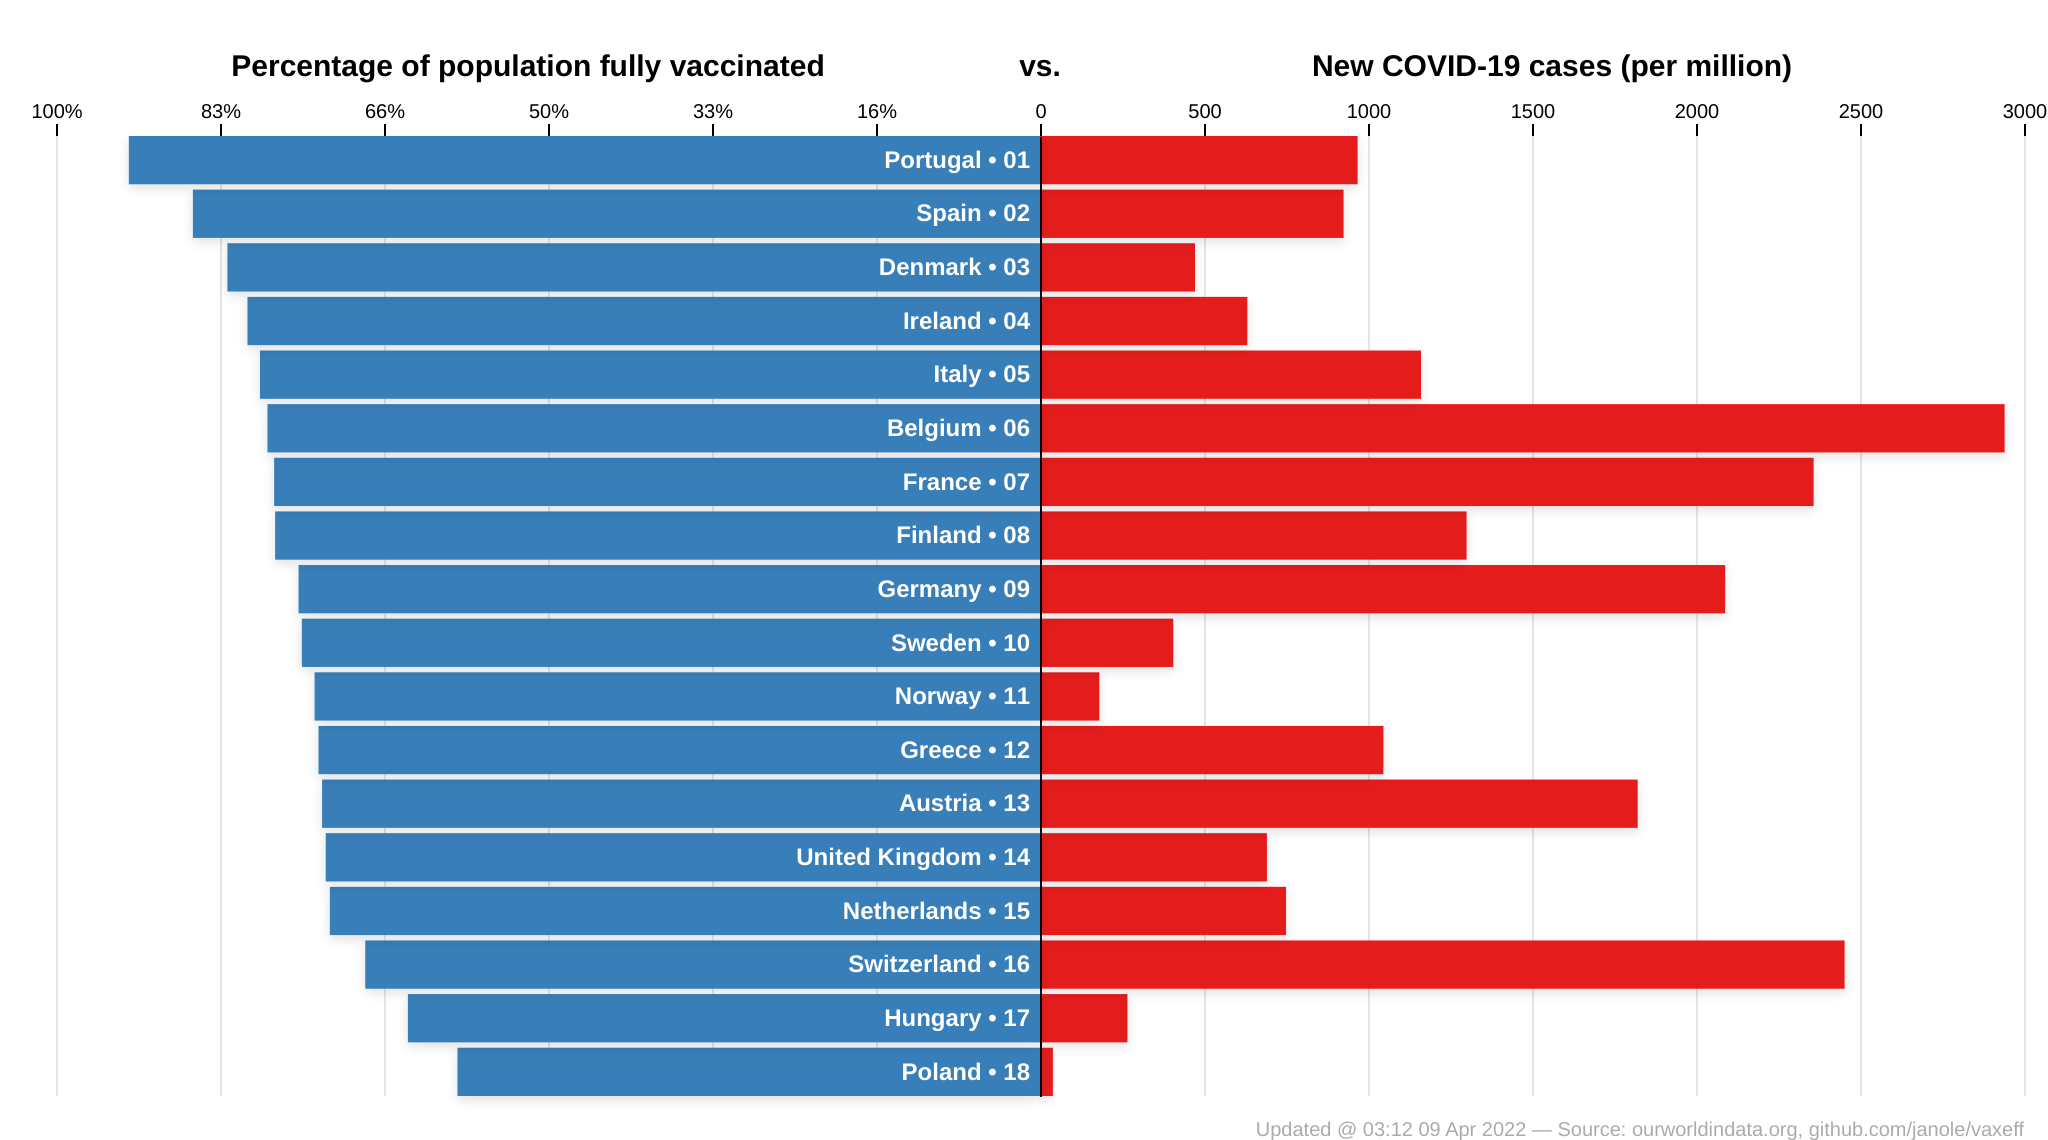 Percentage of population fully vaccinated vs. New COVID-19 cases (per million)
100% 83% 66% 50% 33% 16% 0 500 1000 1500 2000 2500 3000
Portugal • 01
Spain • 02
Denmark • 03
Ireland • 04
Italy • 05
Belgium • 06
France • 07
Finland • 08
Germany • 09
Sweden • 10
Norway • 11
Greece • 12
Austria • 13
United Kingdom • 14
Netherlands • 15
Switzerland • 16
Hungary • 17
Poland • 18
Updated @ 03:12 09 Apr 2022 — Source: ourworldindata.org, github.com/janole/vaxeff